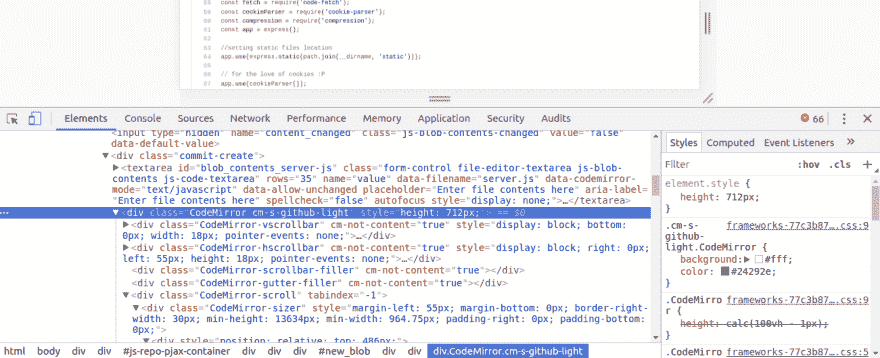 59 const fetch = require('node-fetch');
const cookieParser = require('cookie-parser');
61 const compression = require('compression');
62 const app = express();
63 //setting static files location
64 app.use(express.static(path.join(__dirname, 'static')));
65
66 // for the love of cookies :P
67 app.use(cookieParser());
Elements Console Sources Network Performance Memory Application Security Audits 66
<input type="hidden" name="content_changed" class="js-blob-contents-changed" value="false"
data-default-value>
▼<div class="commit-create">
▶<textarea id="blob_contents_server-js" class="form-control file-editor-textarea js-blob-
contents js-code-textarea" rows="35" name="value" data-filename="server.js" data-codemirror-
mode="text/javascript" data-allow-unchanged placeholder="Enter file contents here" aria-label=
"Enter file contents here" spellcheck="false" autofocus style="display: none;">…</textarea>
… ▼<div class="CodeMirror cm-s-github-light" style="height: 712px;"> == $0
▶<div class="CodeMirror-vscrollbar" cm-not-content="true" style="display: block; bottom:
0px; width: 18px; pointer-events: none;">…</div>
▶<div class="CodeMirror-hscrollbar" cm-not-content="true" style="display: block; right: 0px;
left: 55px; height: 18px; pointer-events: none;">…</div>
<div class="CodeMirror-scrollbar-filler" cm-not-content="true"></div>
<div class="CodeMirror-gutter-filler" cm-not-content="true"></div>
▼<div class="CodeMirror-scroll" tabindex="-1">
▼<div class="CodeMirror-sizer" style="margin-left: 55px; margin-bottom: 0px; border-right-
width: 30px; min-height: 13634px; min-width: 964.75px; padding-right: 0px; padding-bottom:
0px;">
▼<div style="position: relative; top: 486px;">
html body div div #js-repo-pjax-container div div #new_blob div div div.CodeMirror.cm-s-github-light
Styles Computed Event Listeners »
Filter :hov .cls +
element.style {
height: 712px;
}
.cm-s- frameworks-77c3b87….css:9
github-
light.CodeMirror {
background:▶ #fff;
color: #24292e;
}
.CodeMirro frameworks-77c3b87….css:9
r {
height: calc(100vh - 1px);
}
.CodeMirro frameworks-77c3b87….css:5